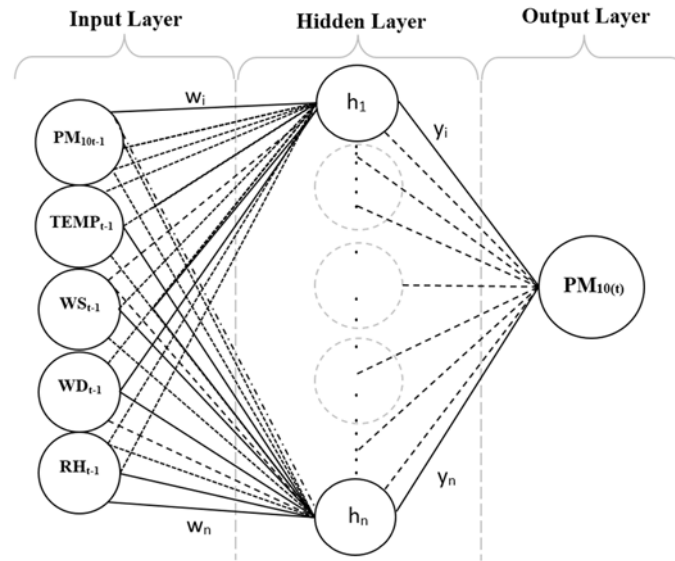 Input Layer
Hidden Layer
Output Layer
wᵢ
h₁
yᵢ
PM₁₀ₜ₋₁
TEMPₜ₋₁
WSₜ₋₁
WDₜ₋₁
RHₜ₋₁
PM₁₀₍ₜ₎
wₙ
hₙ
yₙ